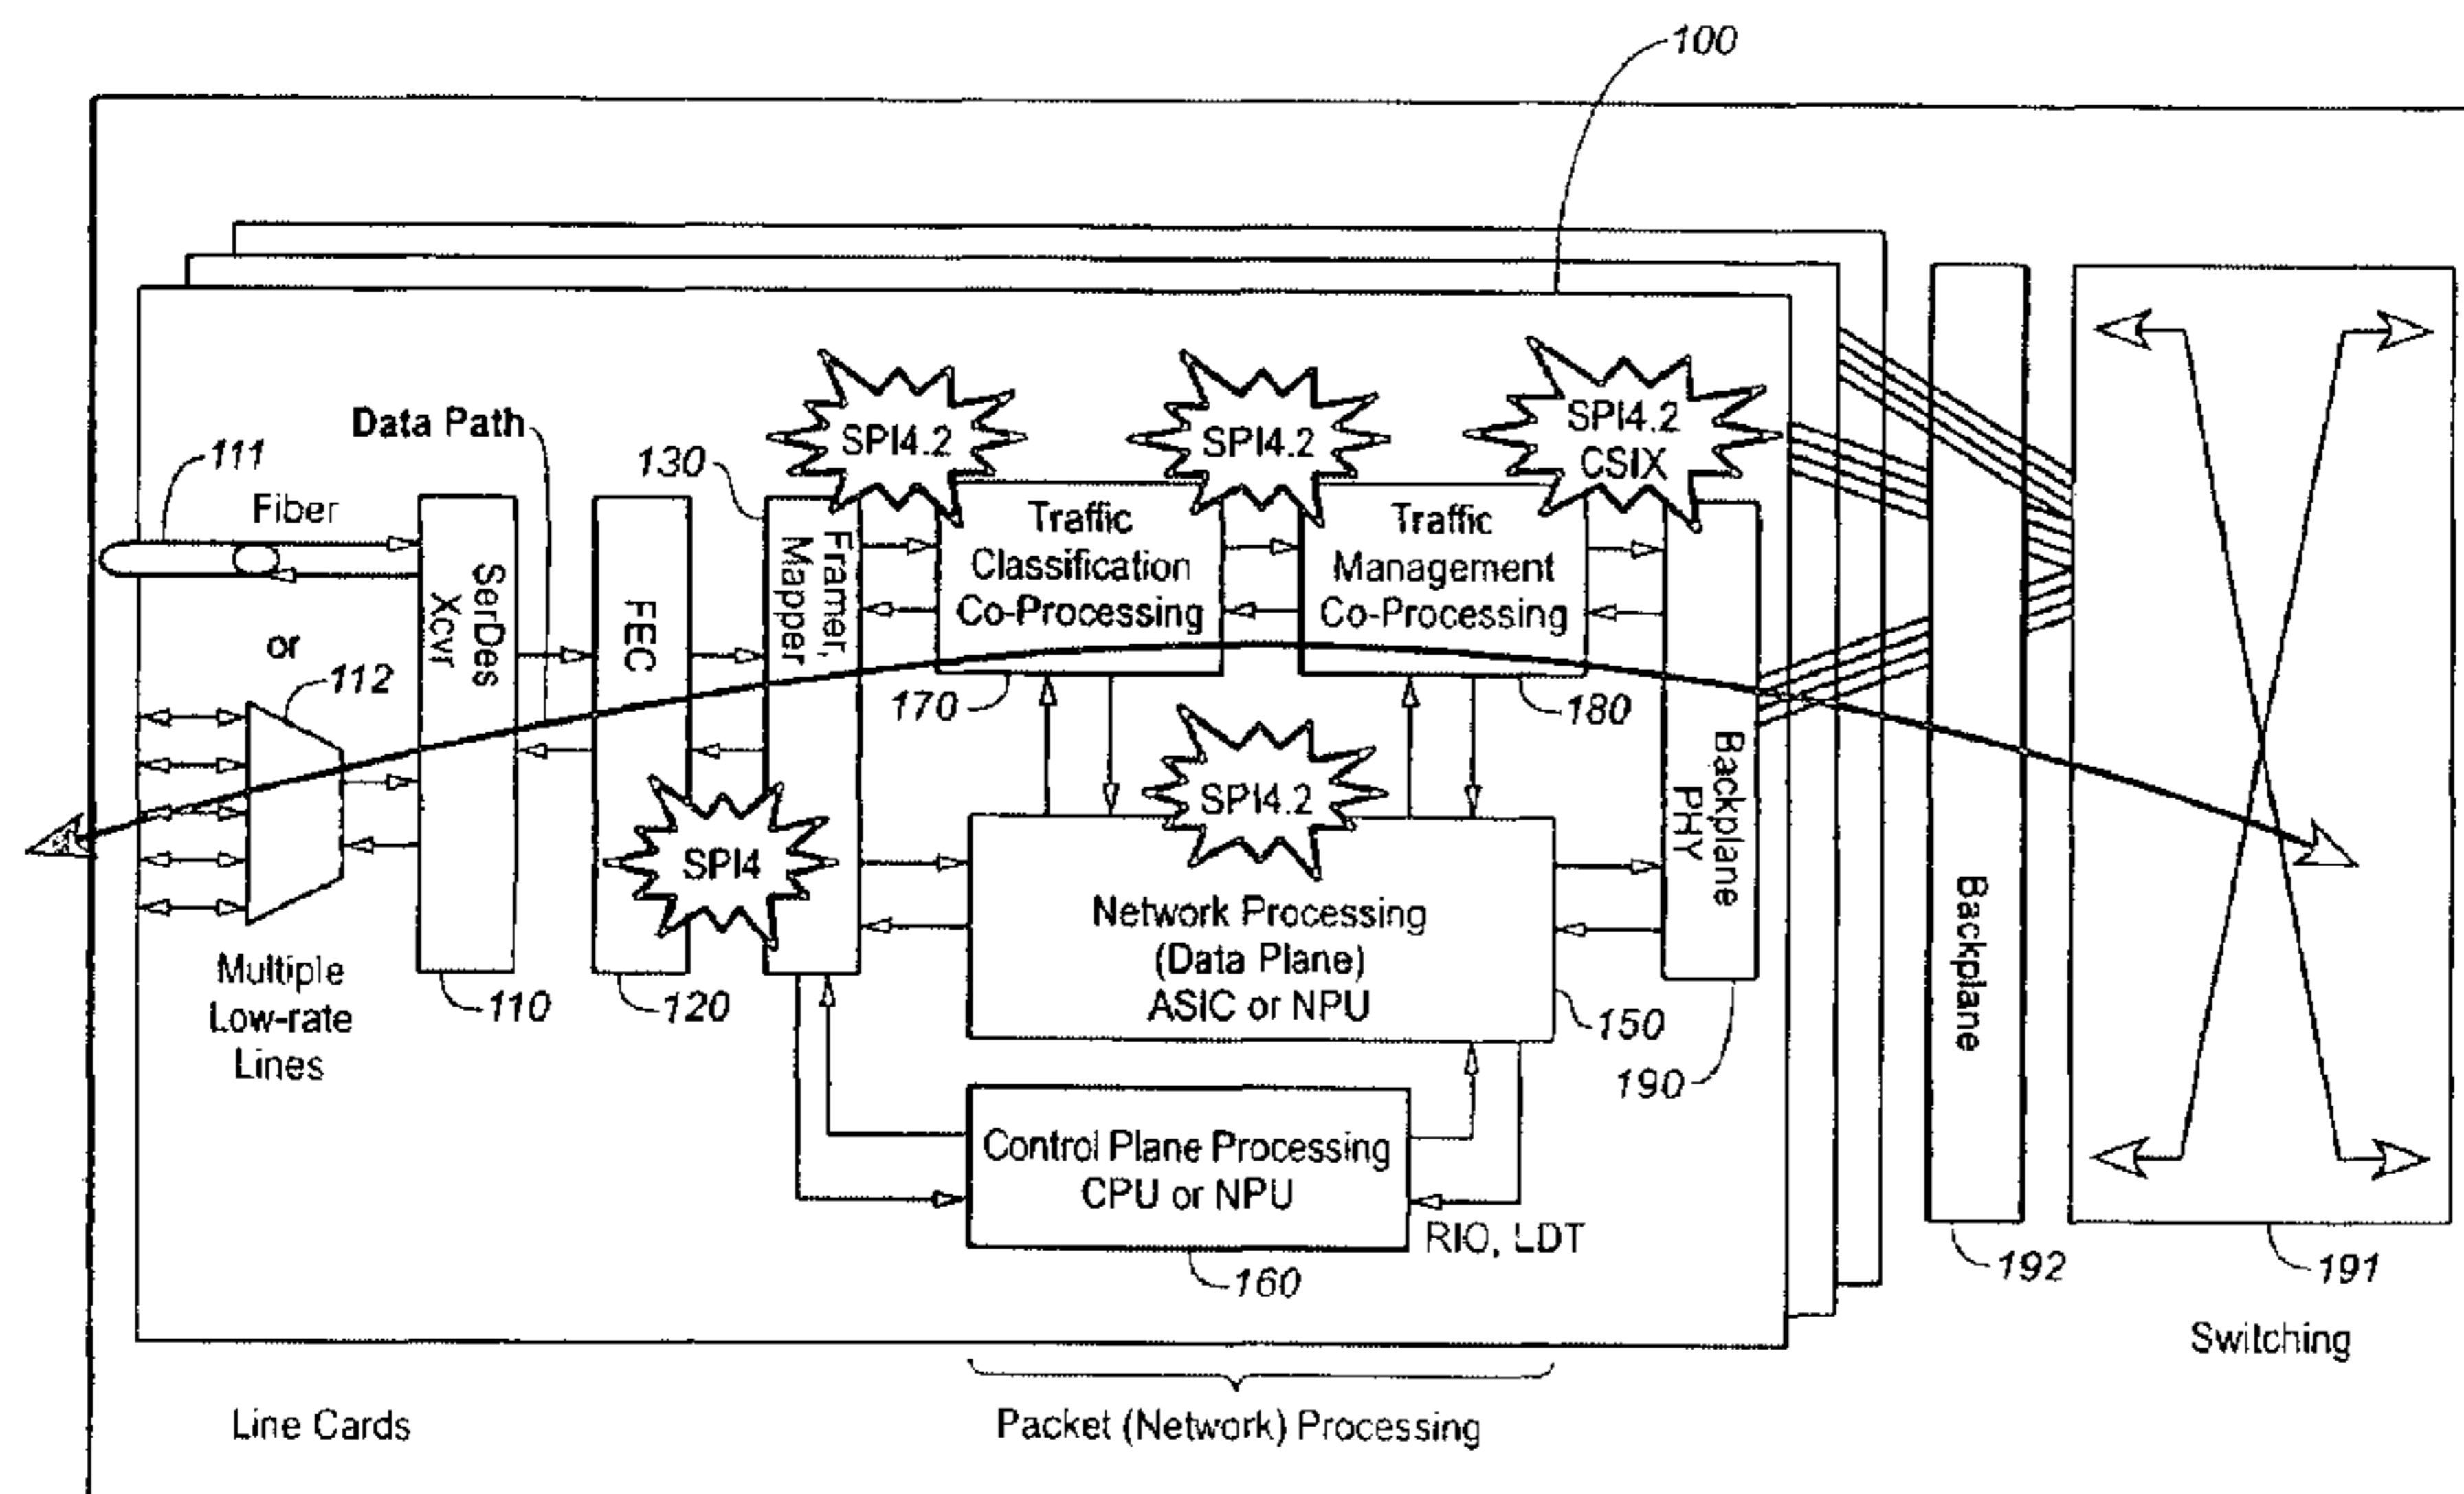 100
Data Path
111
Fiber
or
112
Multiple
Low-rate
Lines
SerDes
Xcvr
110
FEC
120
SPI4
130
Framer,
Mapper
SPI4.2
Traffic
Classification
Co-Processing
170
SPI4.2
Traffic
Management
Co-Processing
180
SPI4.2
CSIX
SPI4.2
Network Processing
(Data Plane)
ASIC or NPU
150
Control Plane Processing
CPU or NPU
160
RIO, LDT
Backplane
PHY
190
Backplane
192
191
Switching
Line Cards
Packet (Network) Processing